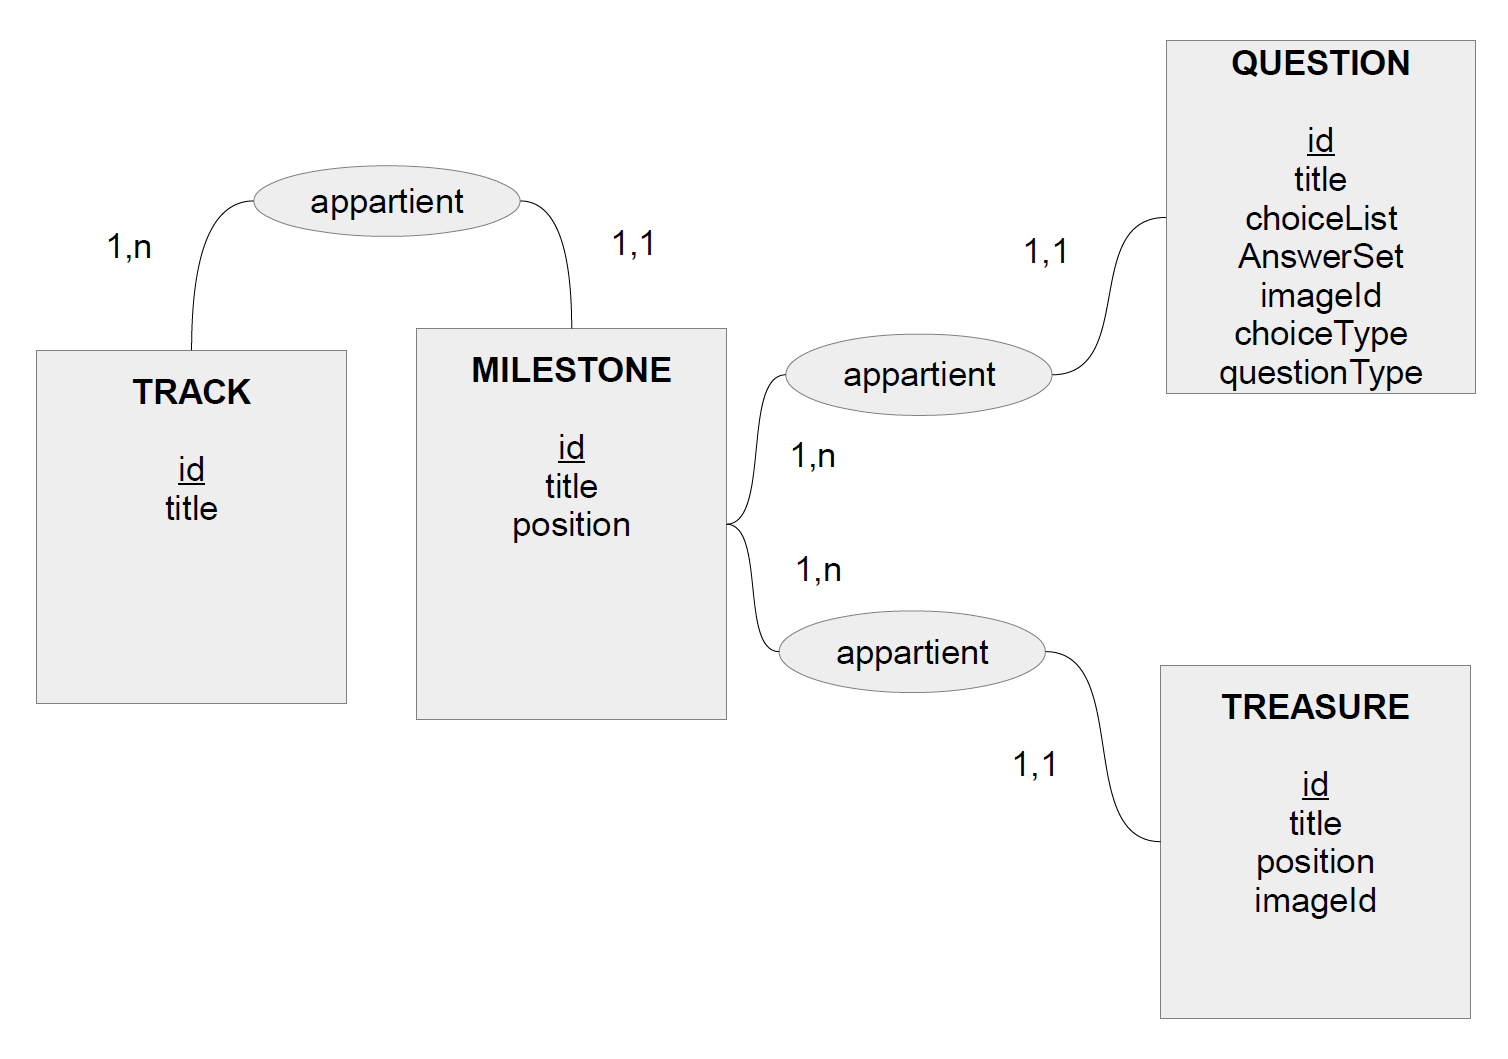 appartient
1,n
1,1
TRACK
id
title
MILESTONE
id
title
position
appartient
1,1
1,n
QUESTION
id
title
choiceList
AnswerSet
imageId
choiceType
questionType
1,n
appartient
1,1
TREASURE
id
title
position
imageId